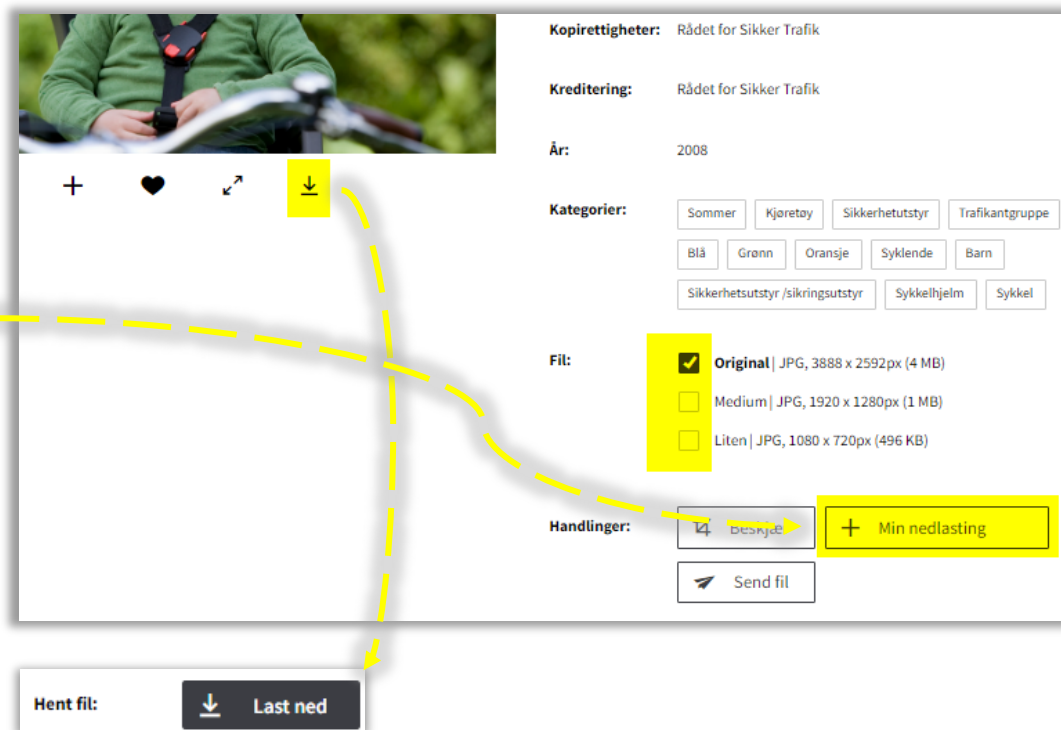 Kopirettigheter: Rådet for Sikker Trafik
Kreditering: Rådet for Sikker Trafik
År: 2008
Kategorier: Sommer Kjøretøy Sikkerhetutstyr Trafikantgruppe
Blå Grønn Oransje Syklende Barn
Sikkerhetsutstyr /sikringsutstyr Sykkelhjelm Sykkel
Fil: Original | JPG, 3888 x 2592px (4 MB)
Medium | JPG, 1920 x 1280px (1 MB)
Liten | JPG, 1080 x 720px (496 KB)
Handlinger: Beskjæ Min nedlasting
Send fil
Hent fil: Last ned